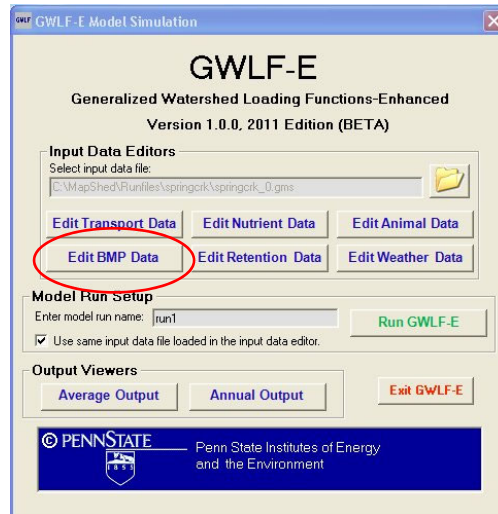 GWLF GWLF-E Model Simulation
GWLF-E
Generalized Watershed Loading Functions-Enhanced
Version 1.0.0, 2011 Edition (BETA)
Input Data Editors
Select input data file:
C:\MapShed\Runfiles\springcrk\springcrk_0.gms
Edit Transport Data Edit Nutrient Data Edit Animal Data
Edit BMP Data Edit Retention Data Edit Weather Data
Model Run Setup
Enter model run name: run1
Run GWLF-E
Use same input data file loaded in the input data editor.
Output Viewers
Average Output Annual Output Exit GWLF-E
© PENNSTATE
1855
Penn State Institutes of Energy
and the Environment